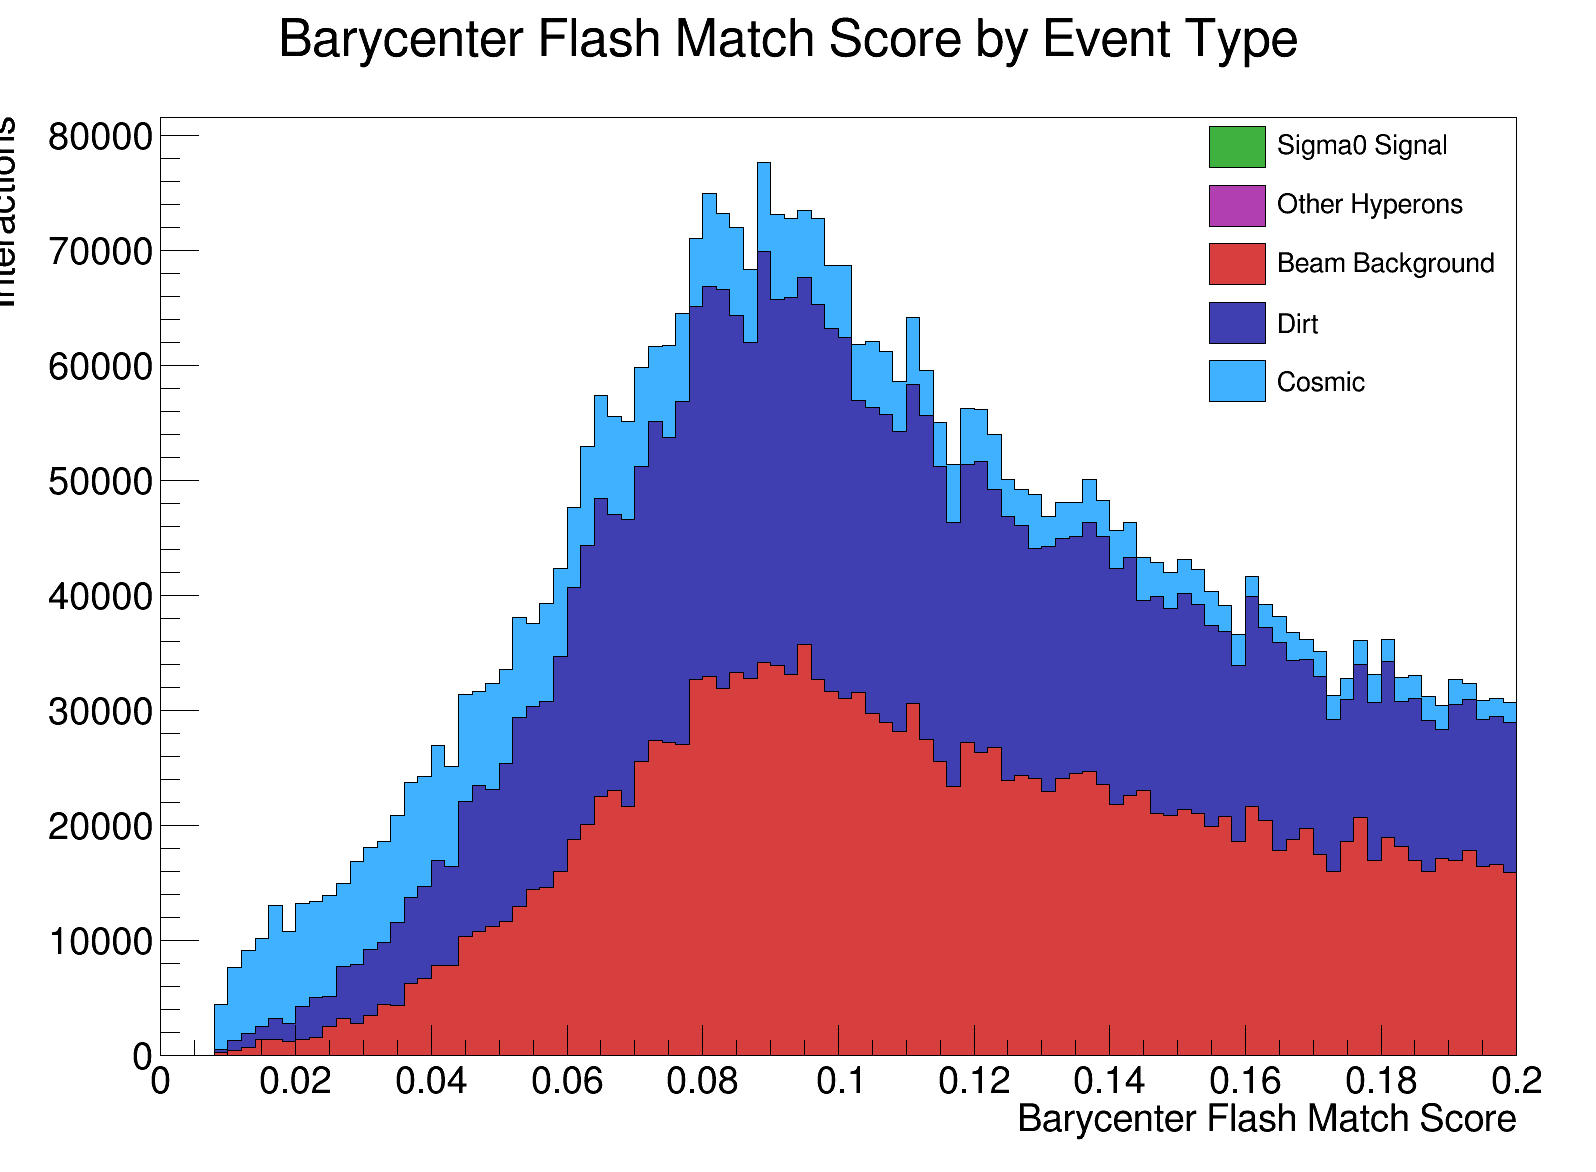 Barycenter Flash Match Score by Event Type
Interactions
80000
70000
60000
50000
40000
30000
20000
10000
0
Sigma0 Signal
Other Hyperons
Beam Background
Dirt
Cosmic
0 0.02 0.04 0.06 0.08 0.1 0.12 0.14 0.16 0.18 0.2
Barycenter Flash Match Score